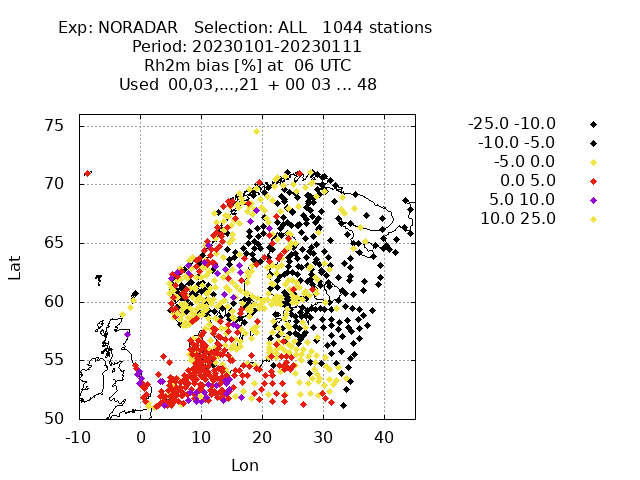 Exp: NORADAR   Selection: ALL   1044 stations
Period: 20230101-20230111
Rh2m bias [%] at  06 UTC
Used  00,03,...,21  + 00 03 ... 48
-25.0 -10.0
-10.0 -5.0
-5.0 0.0
0.0 5.0
5.0 10.0
10.0 25.0
75
70
65
60
55
50
Lat
-10 0 10 20 30 40
Lon